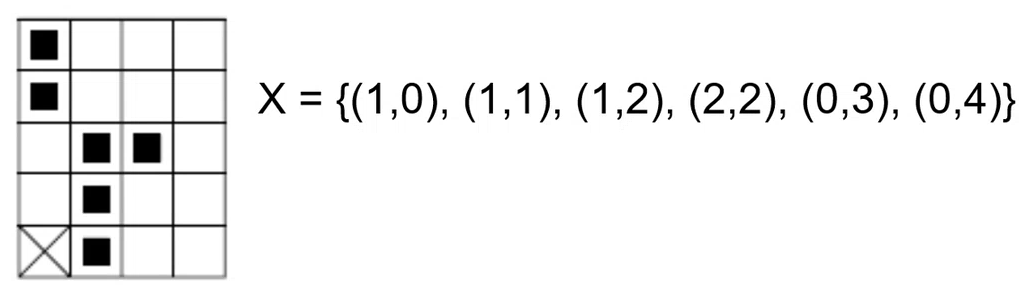 X = {(1,0), (1,1), (1,2), (2,2), (0,3), (0,4)}